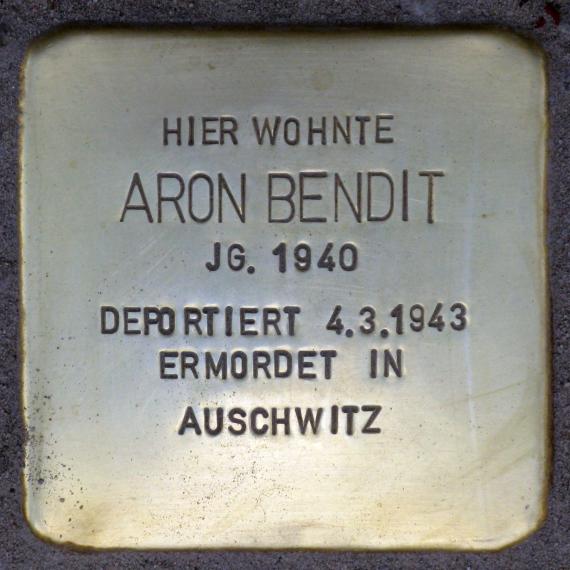 HIER WOHNTE
ARON BENDIT
JG. 1940
DEPORTIERT 4.3.1943
ERMORDET IN
AUSCHWITZ